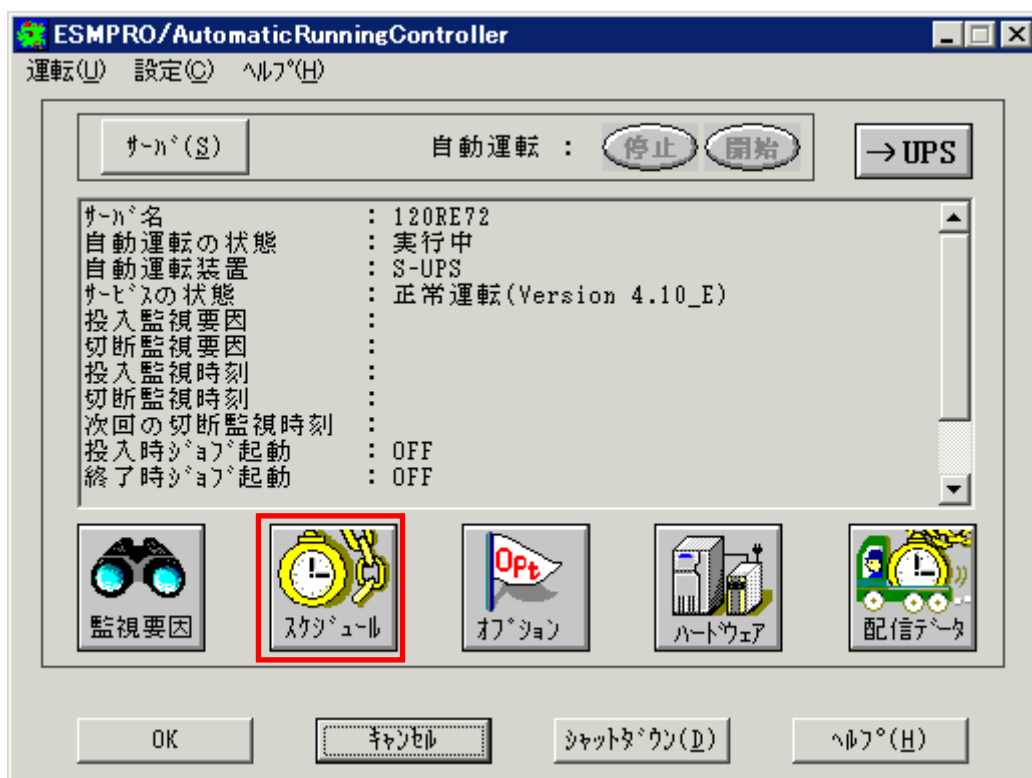 ESMPRO/AutomaticRunningController
運転(U) 設定(C) ﾍﾙﾌﾟ(H)
ｻｰﾊﾞ(S) 自動運転 : 停止 開始 →UPS
ｻｰﾊﾞ名 : 120RE72
自動運転の状態 : 実行中
自動運転装置 : S-UPS
ｻｰﾋﾞｽの状態 : 正常運転(Version 4.10_E)
投入監視要因 :
切断監視要因 :
投入監視時刻 :
切断監視時刻 :
次回の切断監視時刻 :
投入時ｼﾞｮﾌﾞ起動 : OFF
終了時ｼﾞｮﾌﾞ起動 : OFF
OPt
監視要因 ｽｹｼﾞｭｰﾙ ｵﾌﾟｼｮﾝ ﾊｰﾄﾞｳｪｱ 配信ﾃﾞｰﾀ
OK ｷｬﾝｾﾙ ｼｬｯﾄﾀﾞｳﾝ(D) ﾍﾙﾌﾟ(H)